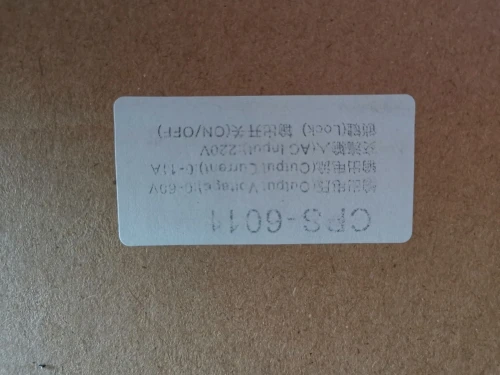 CPS-6011
输出电压(Output Vortage):0-60V
输出电流(Output Current):0-11A
交流输入(AC Input):220V
锁键(Lock) 输出开关(ON/OFF)